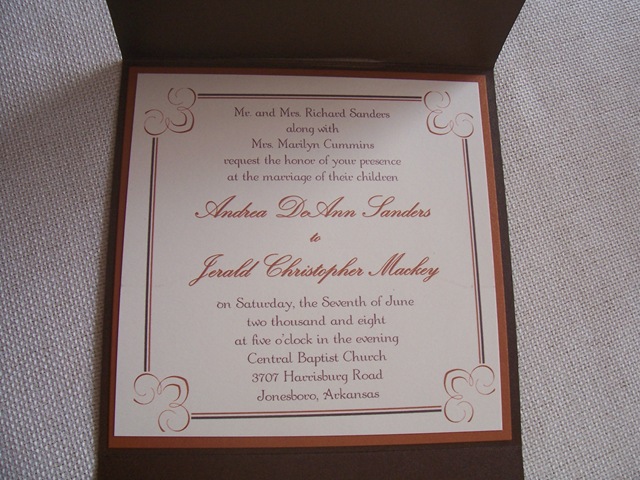 Mr. and Mrs. Richard Sanders
along with
Mrs. Marilyn Cummins
request the honor of your presence
at the marriage of their children
Andrea DeAnn Sanders
to
Jerald Christopher Mackey
on Saturday, the Seventh of June
two thousand and eight
at five o'clock in the evening
Central Baptist Church
3707 Harrisburg Road
Jonesboro, Arkansas